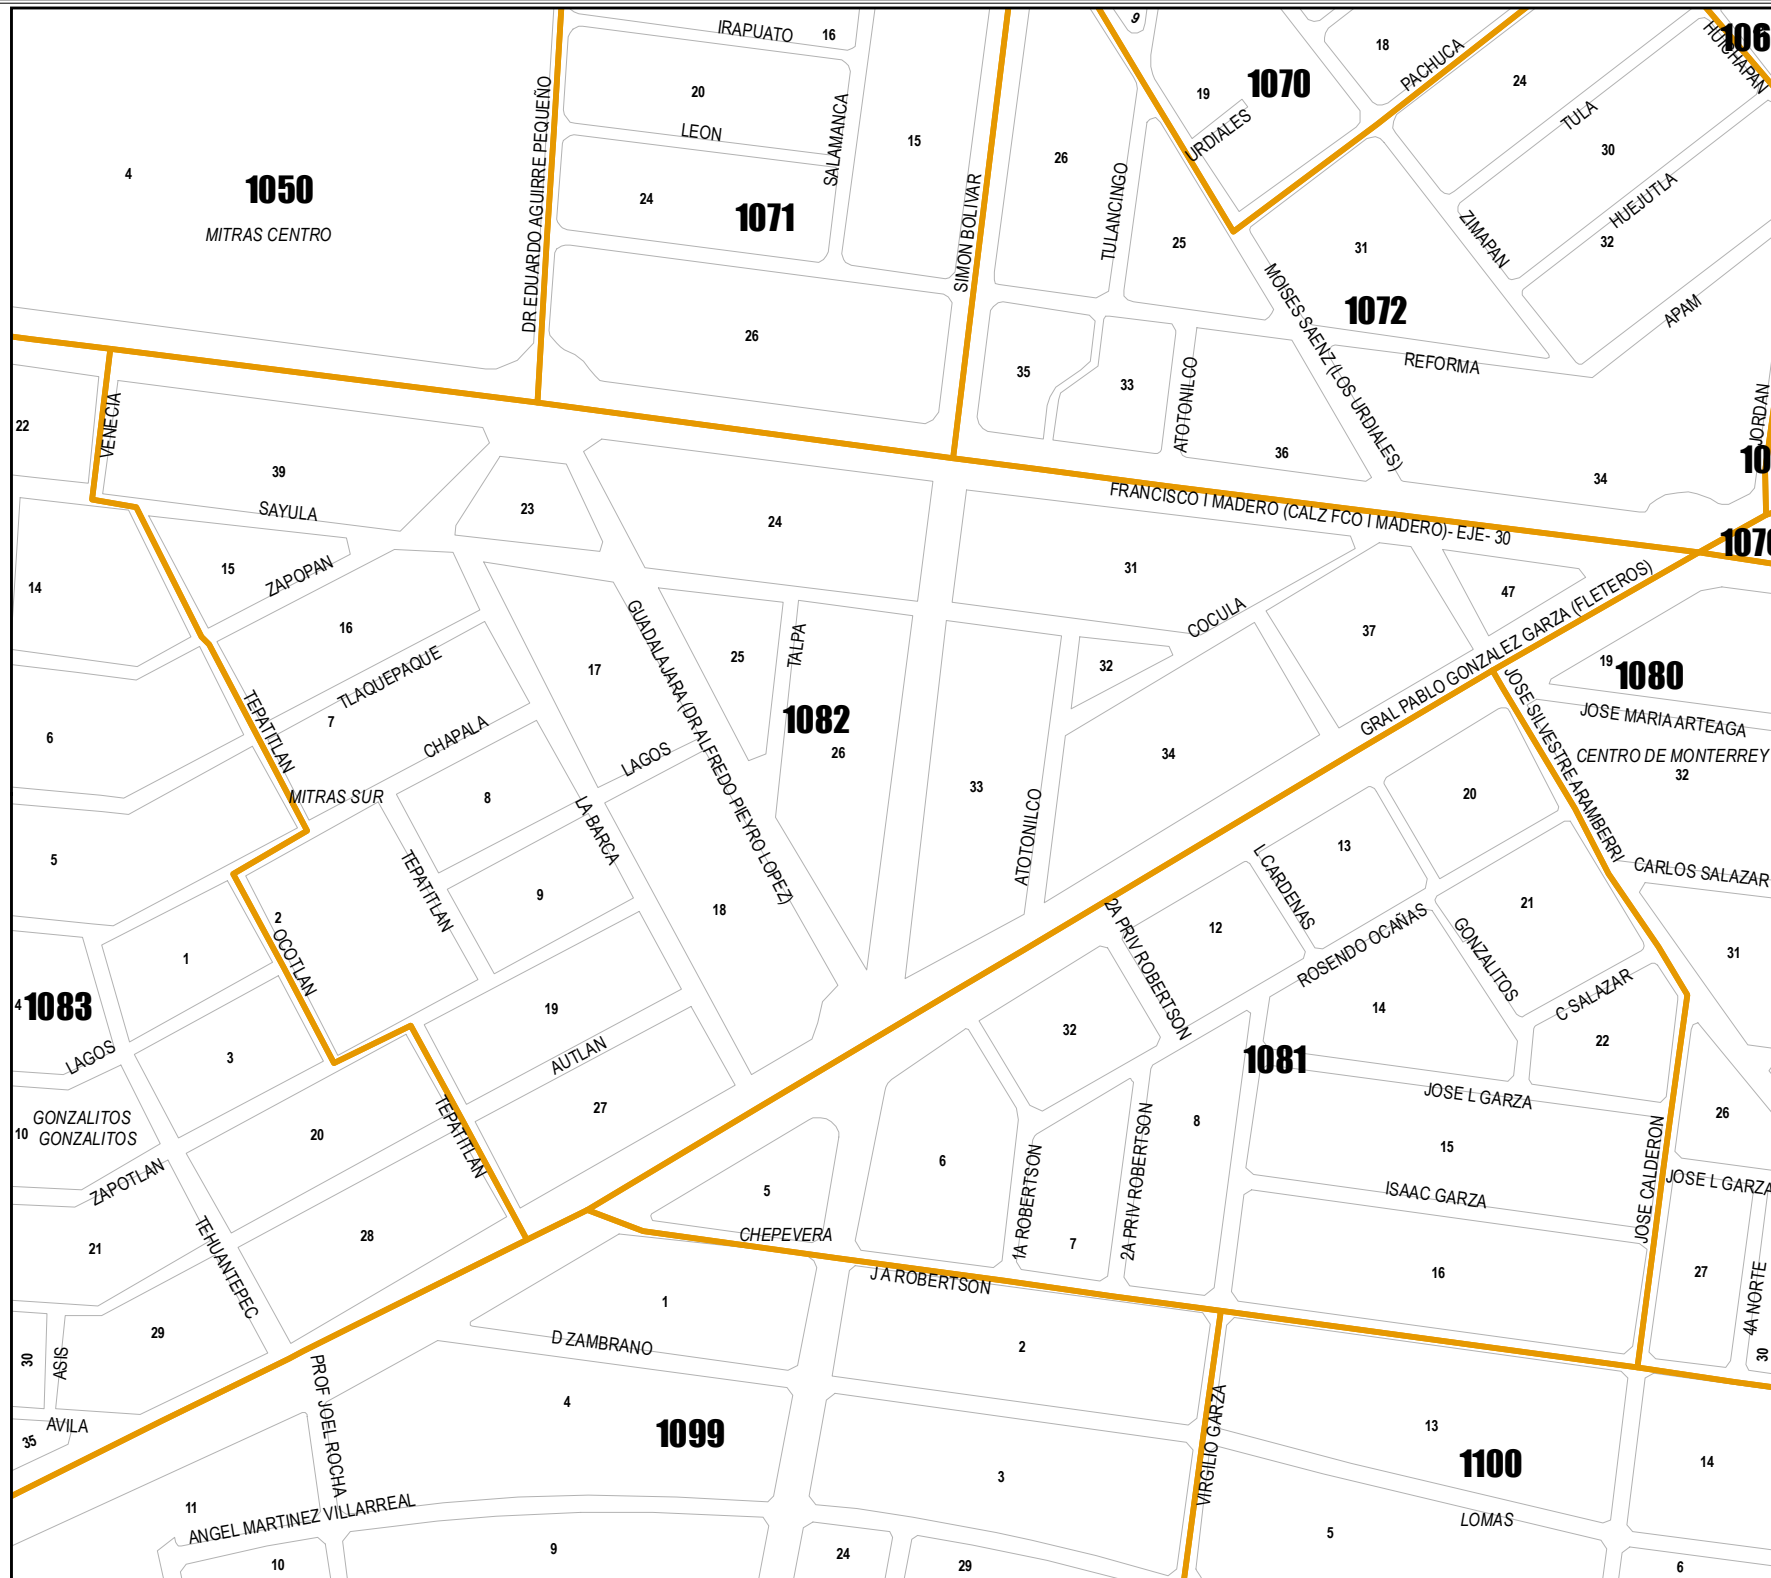 IRAPUATO
16
9
18
PACHUCA
106
HUICHAPAN
20
LEON
SALAMANCA
15
DR EDUARDO AGUIRRE PEQUEÑO
19
1070
URDIALES
24
TULA
30
26
TULANCINGO
4
1050
MITRAS CENTRO
24
1071
SIMON BOLIVAR
25
31
ZIMAPAN
HUEJUTLA
32
MOISES SAENZ (LOS URDIALES)
1072
APAM
26
REFORMA
35
33
ATOTONILCO
JORDAN
22
VENECIA
39
36
10
34
FRANCISCO I MADERO (CALZ FCO I MADERO)- EJE- 30
SAYULA
23
24
1070
15
ZAPOPAN
31
47
14
16
GUADALAJARA (DR ALFREDO PIEYRO LOPEZ)
COCULA
37
GRAL PABLO GONZALEZ GARZA (FLETEROS)
TLAQUEPAQUE
17
25
TALPA
32
19
1080
JOSE SILVESTRE ARAMBERRI
JOSE MARIA ARTEAGA
CENTRO DE MONTERREY
32
6
TEPATITLAN
7
CHAPALA
LAGOS
1082
26
34
33
ATOTONILCO
MITRAS SUR
8
LA BARCA
20
5
TEPATITLAN
9
L CARDENAS
13
CARLOS SALAZAR
18
2A PRIV ROBERTSON
12
ROSENDO OCAÑAS
21
GONZALITOS
2
OCOTLAN
1
31
4
1083
C SALAZAR
19
14
32
22
LAGOS
3
AUTLAN
1081
JOSE L GARZA
GONZALITOS
10
GONZALITOS
20
TEPATITLAN
27
8
26
JOSE CALDERON
15
6
1A ROBERTSON
2A PRIV ROBERTSON
ZAPOTLAN
5
ISAAC GARZA
JOSE L GARZA
CHEPEVERA
7
21
TEHUANTEPEC
28
J A ROBERTSON
16
27
4A NORTE
30
1
29
D ZAMBRANO
2
30
ASIS
PROF JOEL ROCHA
4
VIRGILIO GARZA
AVILA
35
1099
13
1100
14
3
11
ANGEL MARTINEZ VILLARREAL
LOMAS
5
10
9
24
29
6